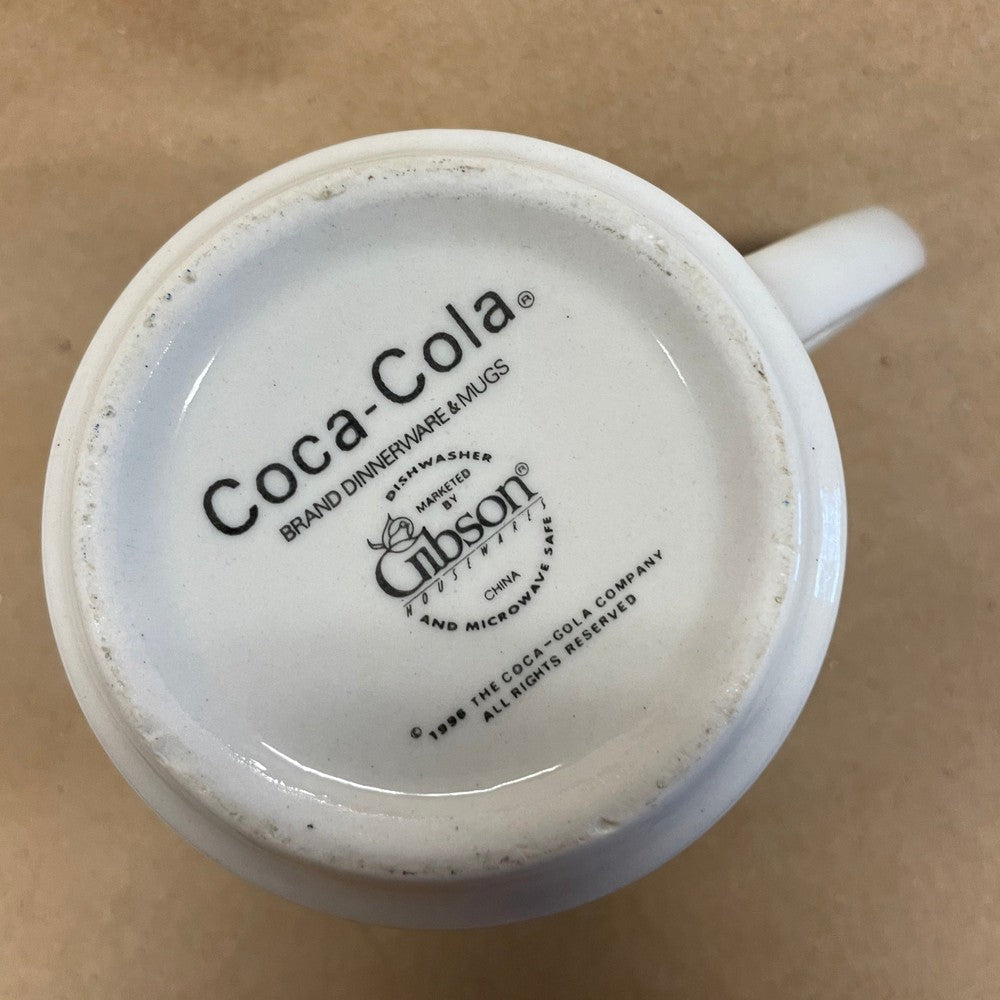 Coca-Cola®
BRAND DINNERWARE & MUGS
DISHWASHER
MARKETED
BY
Gibson®
HOUSEWARES
CHINA
AND MICROWAVE SAFE
© 1996 THE COCA-COLA COMPANY
ALL RIGHTS RESERVED